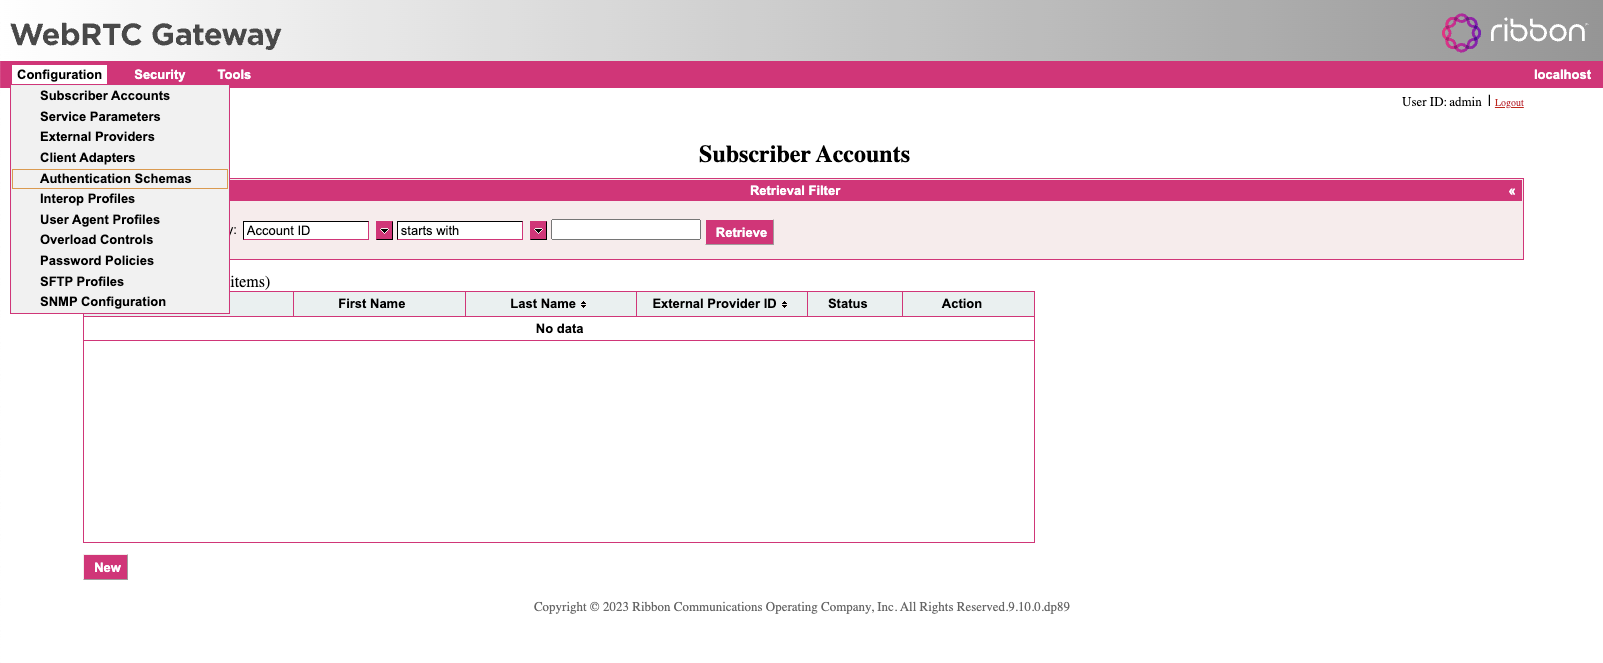 WebRTC Gateway
ribbon
Configuration Security Tools localhost
Subscriber Accounts
Service Parameters
External Providers
Client Adapters
Authentication Schemas
Interop Profiles
User Agent Profiles
Overload Controls
Password Policies
SFTP Profiles
SNMP Configuration
User ID: admin | Logout
Subscriber Accounts
Retrieval Filter «
y: Account ID starts with Retrieve
items)
First Name Last Name External Provider ID Status Action
No data
New
Copyright © 2023 Ribbon Communications Operating Company, Inc. All Rights Reserved.9.10.0.dp89